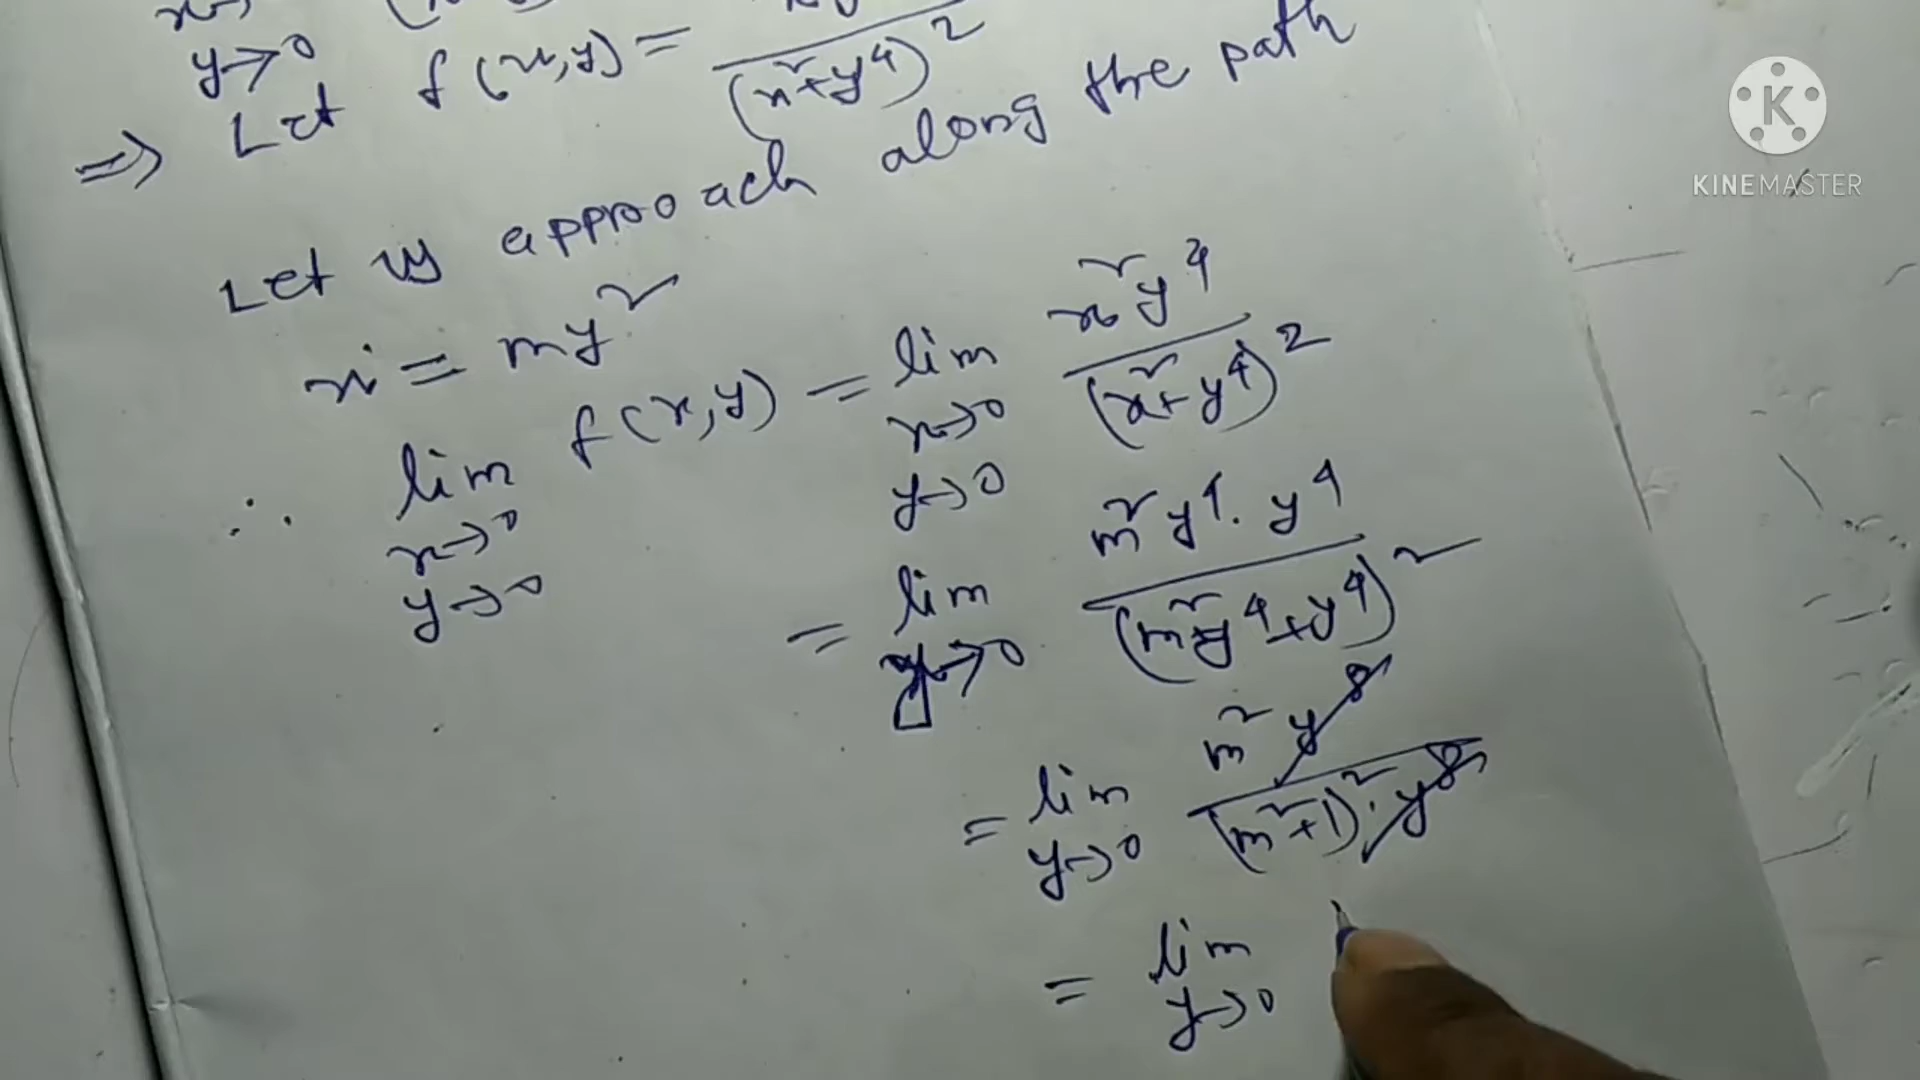 y→0
⇒ Let f(x,y) = ――― (x²+y⁴)²
Let us approach along the path
x = my²
∴ lim x→0 y→0 f(x,y) = lim x→0 y→0 x²y⁴ / (x²+y⁴)²
= lim y→0 m²y⁴·y⁴ / (m²y⁴+y⁴)²
= lim y→0 m²y⁸ / (m²+1)²·y⁸
= lim y→0
K
KINEMASTER